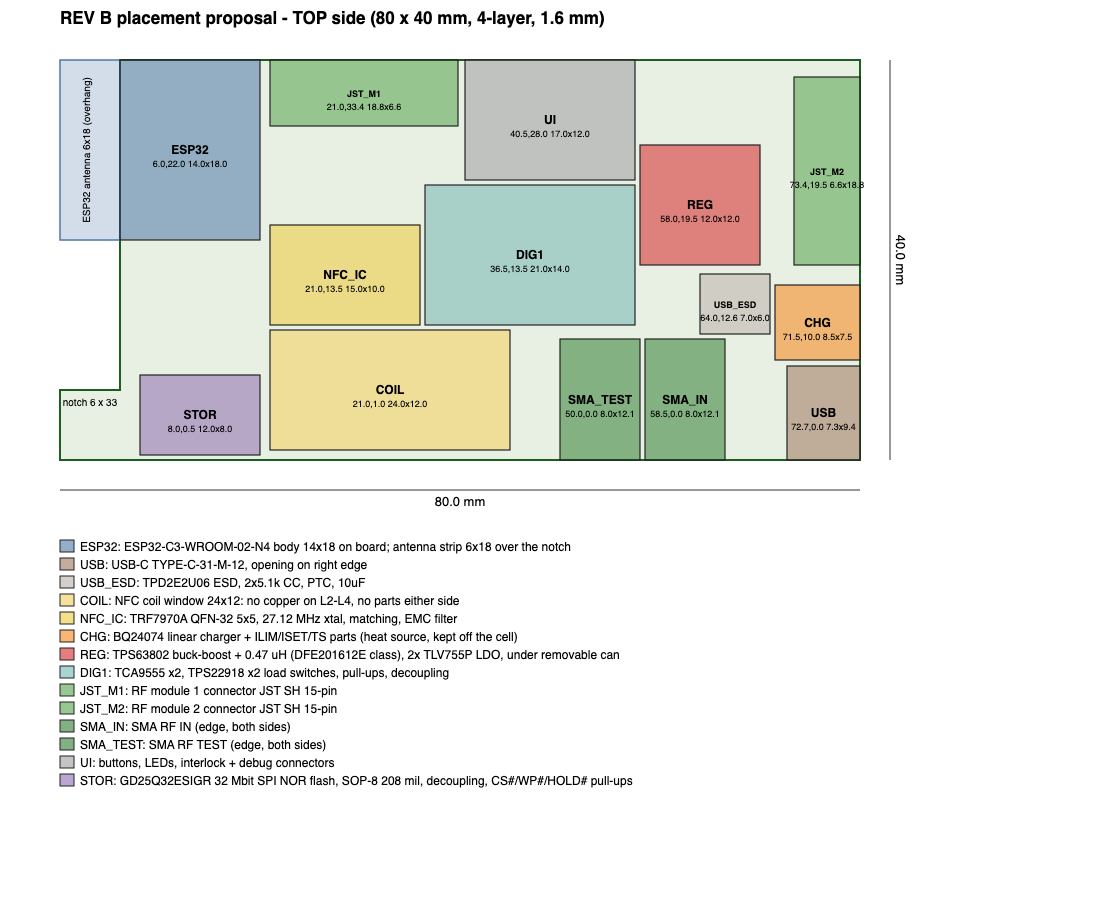 REV B placement proposal - TOP side (80 x 40 mm, 4-layer, 1.6 mm)
ESP32 antenna 6x18 (overhang)
ESP32
6.0,22.0 14.0x18.0
JST_M1
21.0,33.4 18.8x6.6
UI
40.5,28.0 17.0x12.0
JST_M2
73.4,19.5 6.6x18.8
REG
58.0,19.5 12.0x12.0
40.0 mm
DIG1
36.5,13.5 21.0x14.0
NFC_IC
21.0,13.5 15.0x10.0
USB_ESD
64.0,12.6 7.0x6.0
CHG
71.5,10.0 8.5x7.5
notch 6 x 33
STOR
8.0,0.5 12.0x8.0
COIL
21.0,1.0 24.0x12.0
SMA_TEST
50.0,0.0 8.0x12.1
SMA_IN
58.5,0.0 8.0x12.1
USB
72.7,0.0 7.3x9.4
80.0 mm
ESP32: ESP32-C3-WROOM-02-N4 body 14x18 on board; antenna strip 6x18 over the notch
USB: USB-C TYPE-C-31-M-12, opening on right edge
USB_ESD: TPD2E2U06 ESD, 2x5.1k CC, PTC, 10uF
COIL: NFC coil window 24x12: no copper on L2-L4, no parts either side
NFC_IC: TRF7970A QFN-32 5x5, 27.12 MHz xtal, matching, EMC filter
CHG: BQ24074 linear charger + ILIM/ISET/TS parts (heat source, kept off the cell)
REG: TPS63802 buck-boost + 0.47 uH (DFE201612E class), 2x TLV755P LDO, under removable can
DIG1: TCA9555 x2, TPS22918 x2 load switches, pull-ups, decoupling
JST_M1: RF module 1 connector JST SH 15-pin
JST_M2: RF module 2 connector JST SH 15-pin
SMA_IN: SMA RF IN (edge, both sides)
SMA_TEST: SMA RF TEST (edge, both sides)
UI: buttons, LEDs, interlock + debug connectors
STOR: GD25Q32ESIGR 32 Mbit SPI NOR flash, SOP-8 208 mil, decoupling, CS#/WP#/HOLD# pull-ups